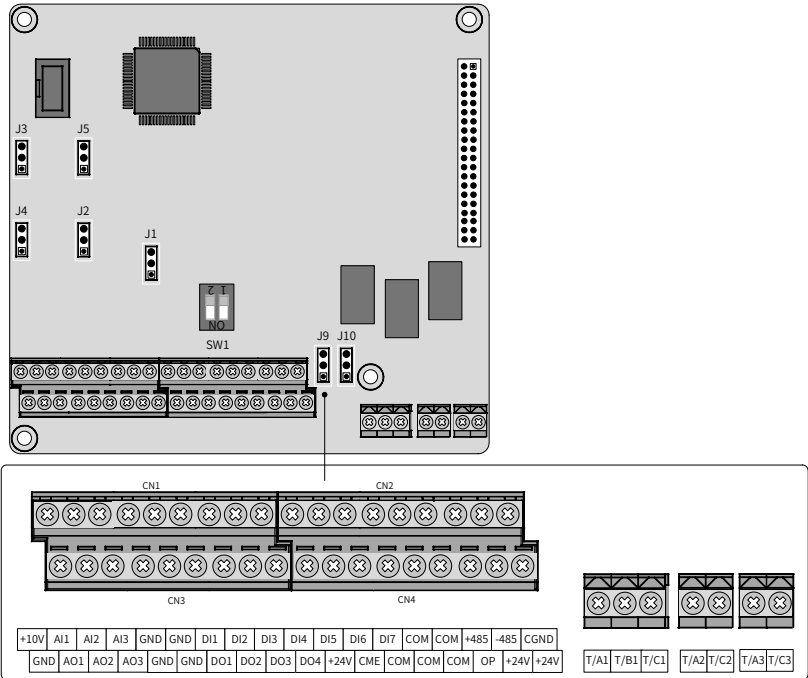 J3 J5
J4 J2
J1
2 1
ON
SW1
J9 J10
CN1 CN2
CN3 CN4
+10V AI1 AI2 AI3 GND GND DI1 DI2 DI3 DI4 DI5 DI6 DI7 COM COM +485 -485 CGND
GND AO1 AO2 AO3 GND GND DO1 DO2 DO3 DO4 +24V CME COM COM COM OP +24V +24V
T/A1 T/B1 T/C1 T/A2 T/C2 T/A3 T/C3